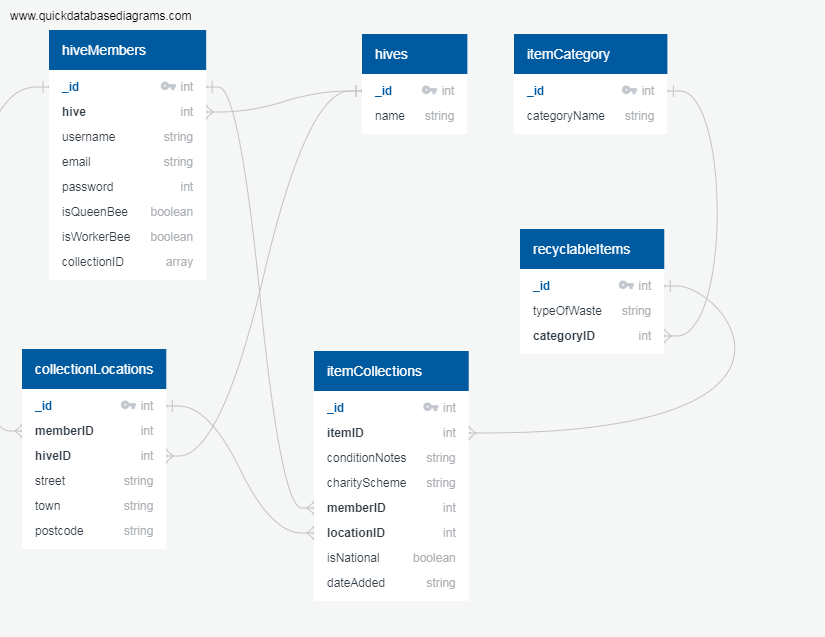 www.quickdatabasediagrams.com
hiveMembers
_id int
hive int
username string
email string
password int
isQueenBee boolean
isWorkerBee boolean
collectionID array
hives
_id int
name string
itemCategory
_id int
categoryName string
recyclableItems
_id int
typeOfWaste string
categoryID int
collectionLocations
_id int
memberID int
hiveID int
street string
town string
postcode string
itemCollections
_id int
itemID int
conditionNotes string
charityScheme string
memberID int
locationID int
isNational boolean
dateAdded string